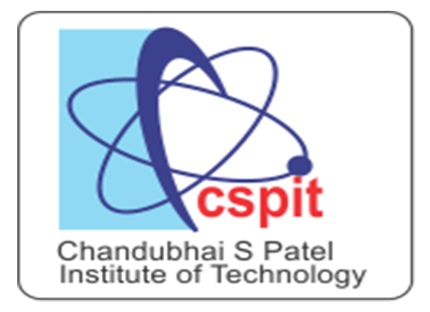 cspit
Chandubhai S Patel
Institute of Technology